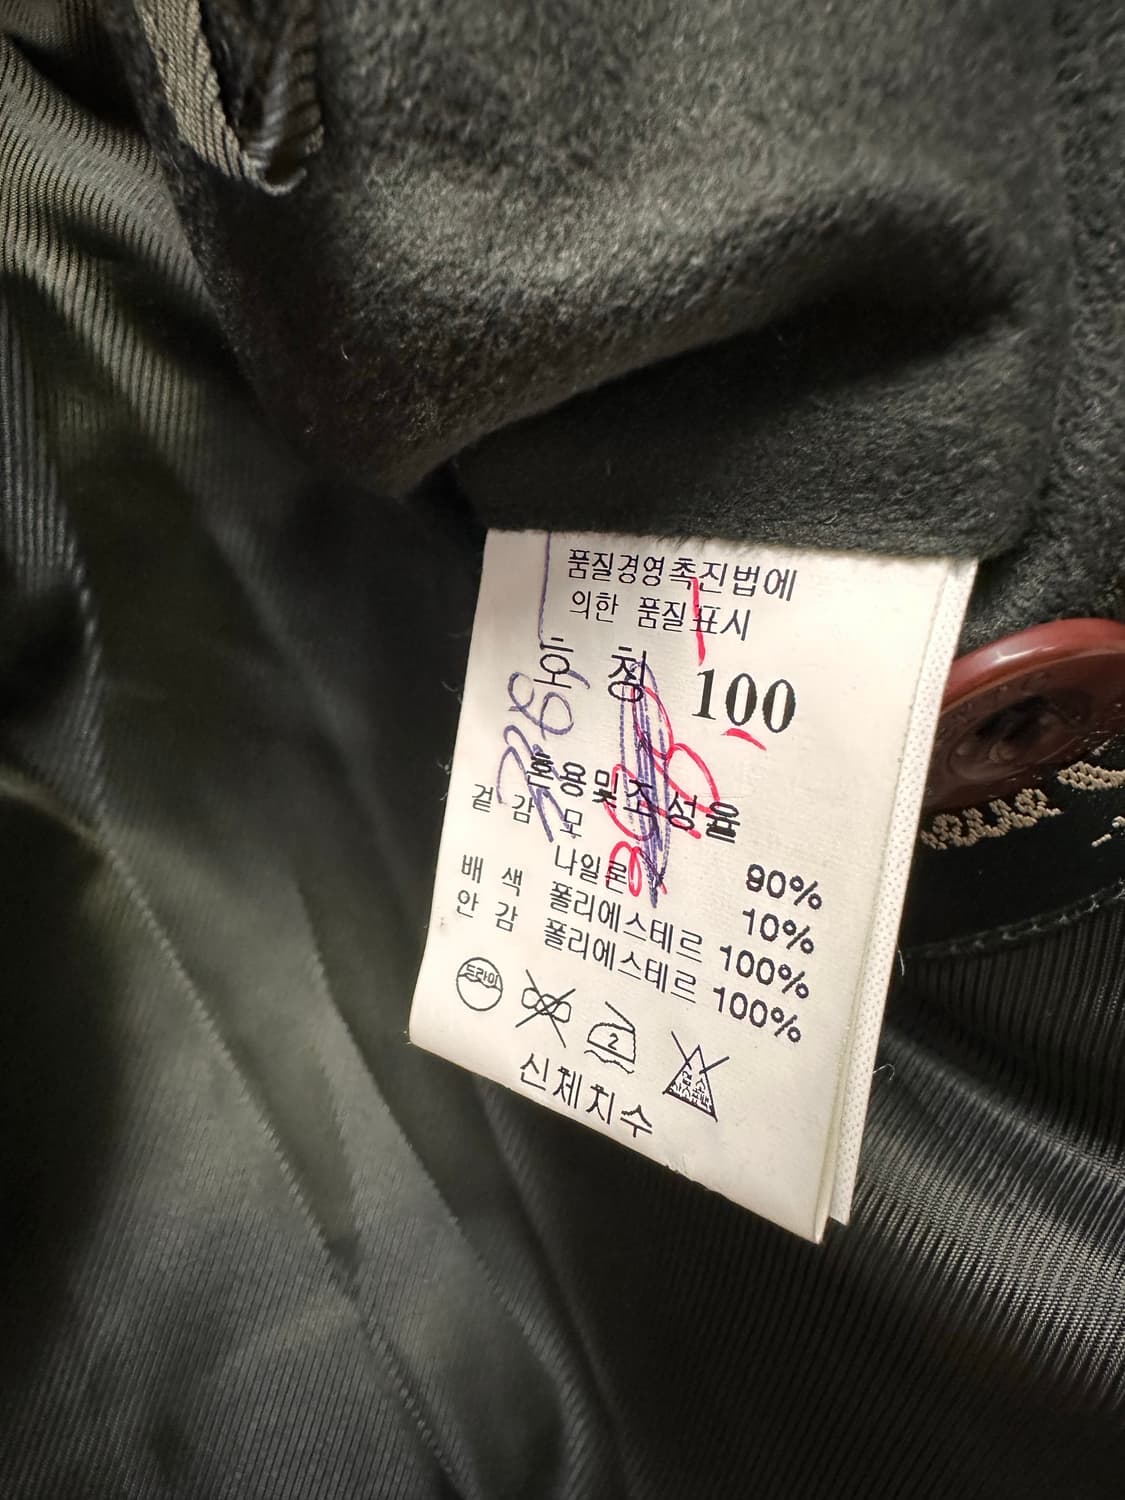 품질경영촉진법에
의한 품질표시
호 칭 100
혼용및조성율
겉 감 모 90%
나일론 10%
배 색 폴리에스테르 100%
안 감 폴리에스테르 100%
드라이
2
신체치수